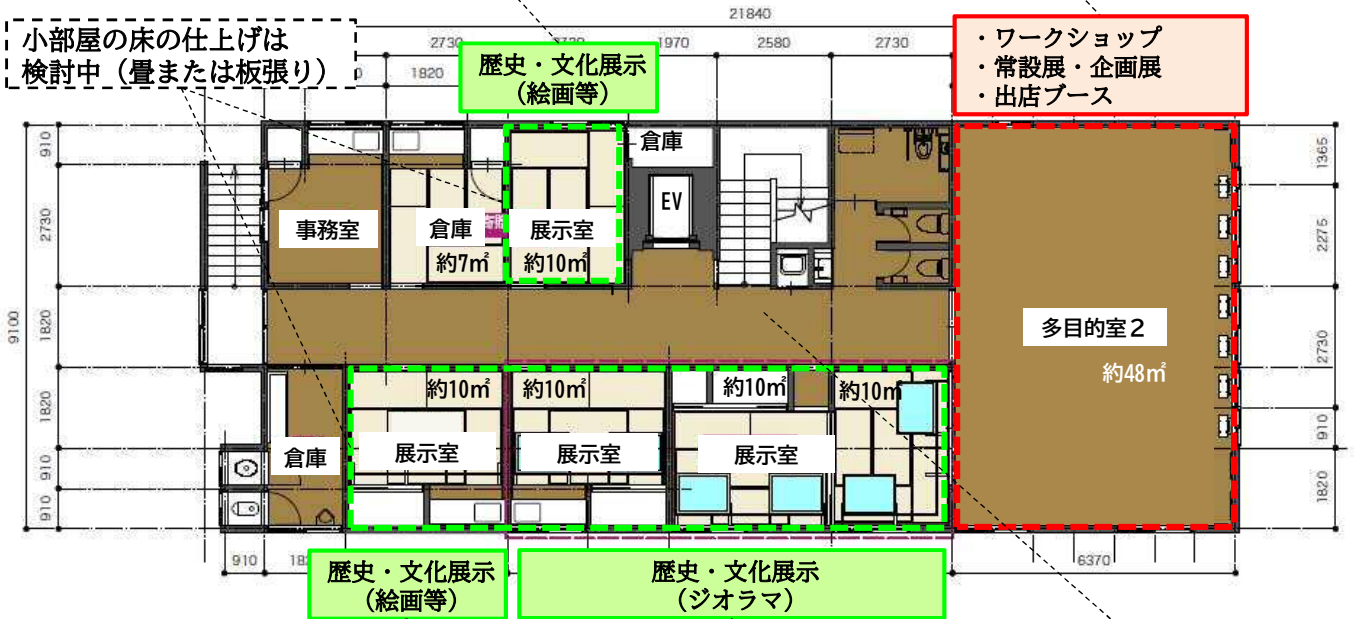 21840
小部屋の床の仕上げは
検討中（畳または板張り）
2730
1970
2580
2730
1820
歴史・文化展示
（絵画等）
・ワークショップ
・常設展・企画展
・出店ブース
910
2730
1820
1820
910
910
9100
事務室
倉庫
約7㎡
展示室
約10㎡
倉庫
EV
1365
2275
2730
910
1820
多目的室２
約48㎡
倉庫
約10㎡
展示室
約10㎡
展示室
約10㎡
展示室
約10㎡
910
6370
歴史・文化展示
（絵画等）
歴史・文化展示
（ジオラマ）